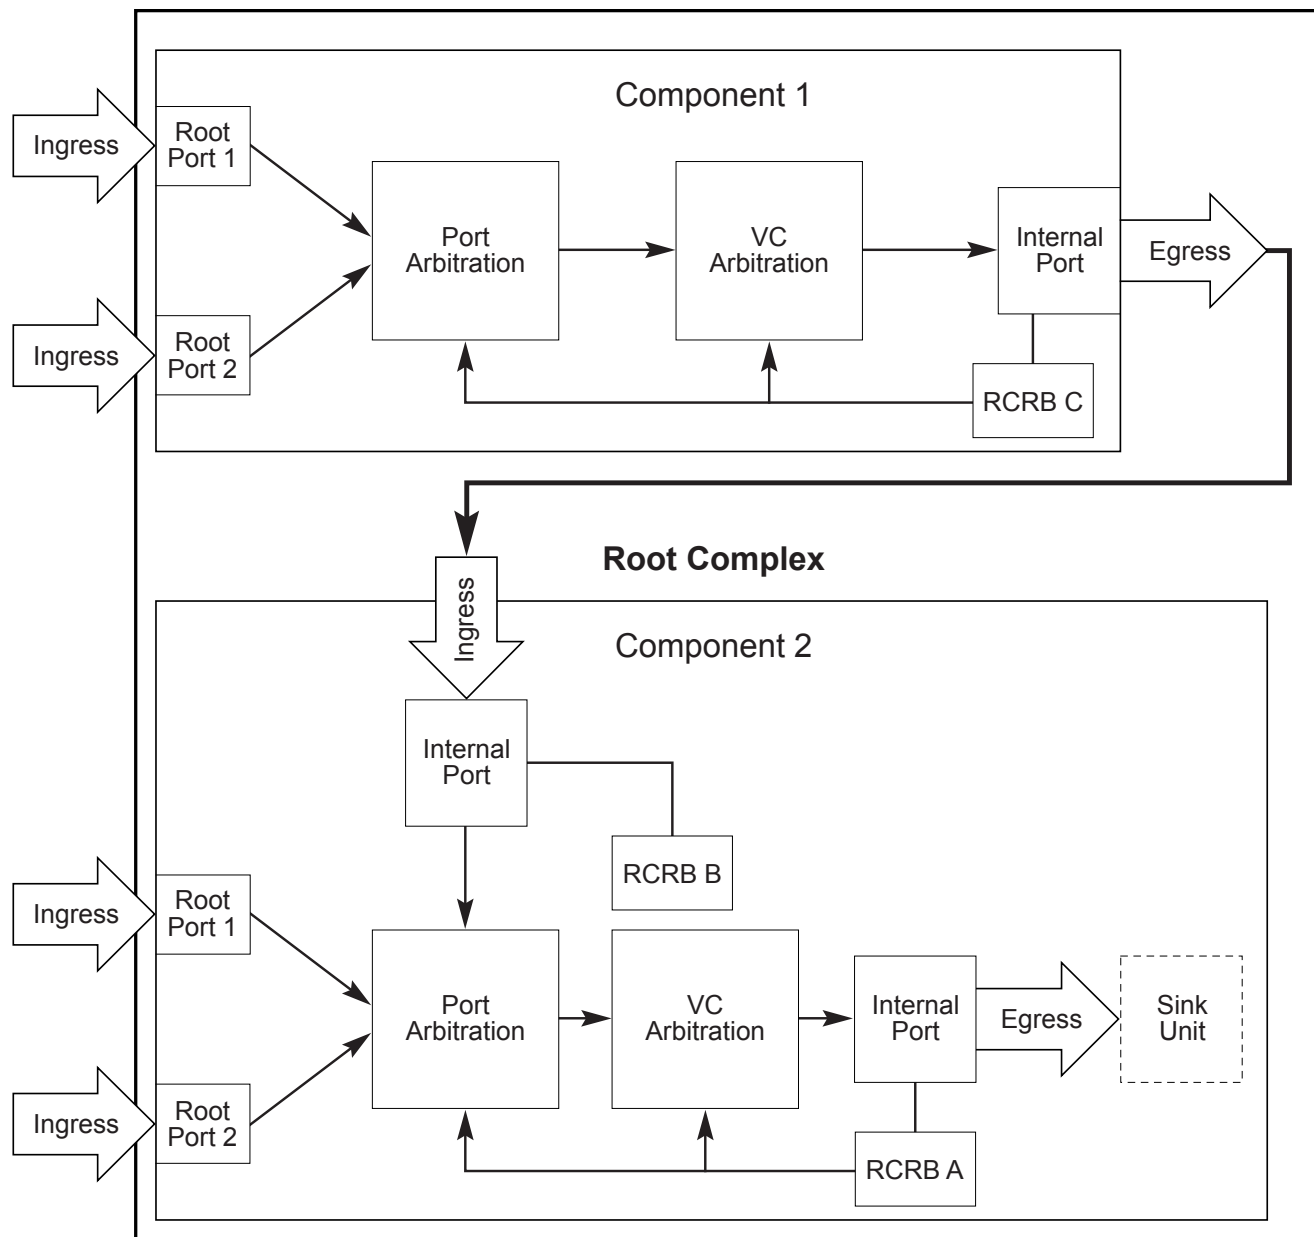 Component 1
Ingress
Root
Port 1
Port
Arbitration
VC
Arbitration
Internal
Port
Egress
Ingress
Root
Port 2
RCRB C
Root Complex
Ingress
Component 2
Internal
Port
RCRB B
Ingress
Root
Port 1
Port
Arbitration
VC
Arbitration
Internal
Port
Egress
Sink
Unit
Ingress
Root
Port 2
RCRB A